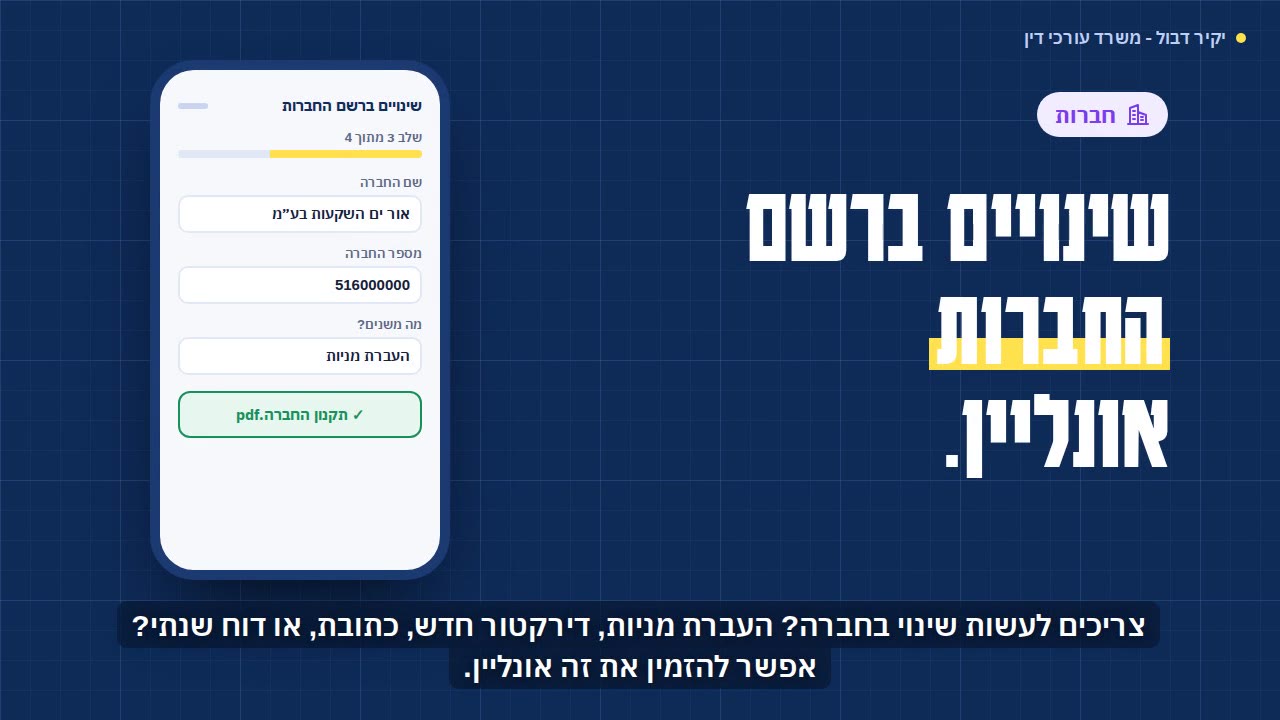 יקיר דבול - משרד עורכי דין
חברות
שינויים ברשם
החברות
אונליין.
שינויים ברשם החברות
שלב 3 מתוך 4
שם החברה
אור ים השקעות בע״מ
מספר החברה
516000000
מה משנים?
העברת מניות
✓ תקנון החברה.pdf
צריכים לעשות שינוי בחברה? העברת מניות, דירקטור חדש, כתובת, או דוח שנתי?
אפשר להזמין את זה אונליין.